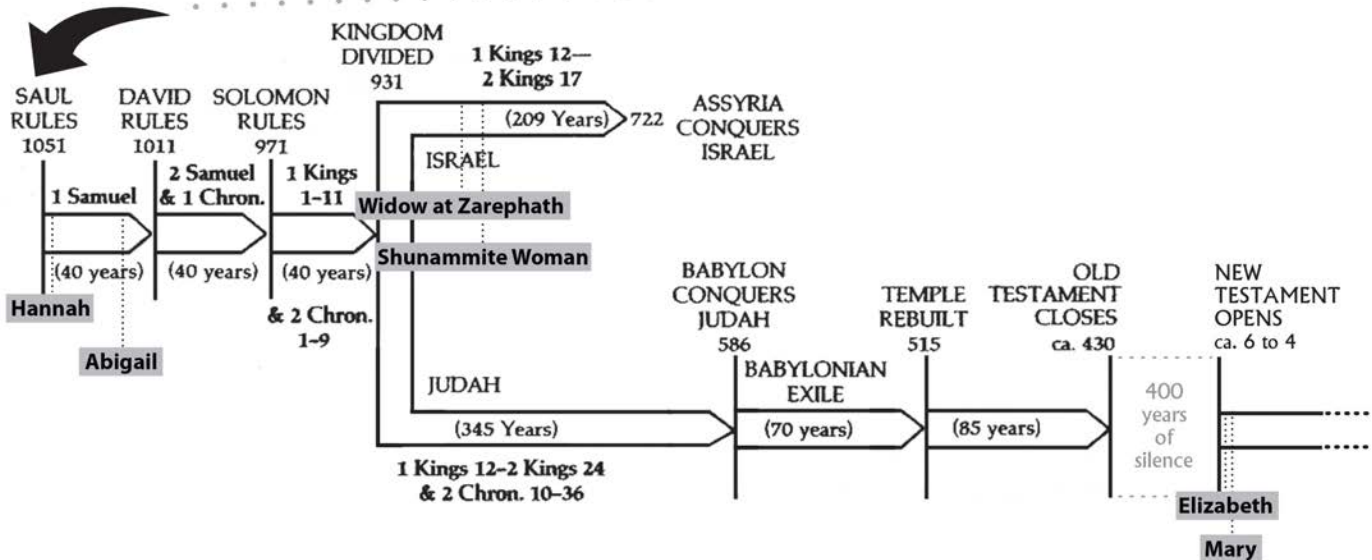 SAUL
RULES
1051
DAVID
RULES
1011
SOLOMON
RULES
971
KINGDOM
DIVIDED
931
1 Kings 12—
2 Kings 17
(209 Years)
722
ASSYRIA
CONQUERS
ISRAEL
ISRAEL
1 Samuel
2 Samuel
& 1 Chron.
1 Kings
1–11
Widow at Zarephath
Shunammite Woman
(40 years)
(40 years)
(40 years)
Hannah
Abigail
& 2 Chron.
1–9
JUDAH
(345 Years)
1 Kings 12–2 Kings 24
& 2 Chron. 10–36
BABYLON
CONQUERS
JUDAH
586
BABYLONIAN
EXILE
(70 years)
TEMPLE
REBUILT
515
(85 years)
OLD
TESTAMENT
CLOSES
ca. 430
400
years
of
silence
NEW
TESTAMENT
OPENS
ca. 6 to 4
Elizabeth
Mary